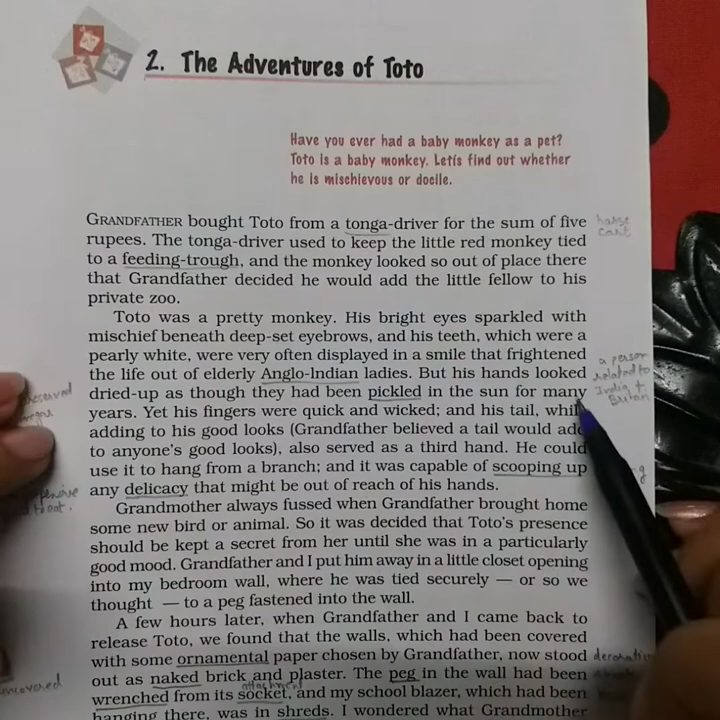 2. The Adventures of Toto
Have you ever had a baby monkey as a pet?
Toto is a baby monkey. Letís find out whether
he is mischievous or docile.
GRANDFATHER bought Toto from a tonga-driver for the sum of five
horse
cart
rupees. The tonga-driver used to keep the little red monkey tied
to a feeding-trough, and the monkey looked so out of place there
that Grandfather decided he would add the little fellow to his
private zoo.
Toto was a pretty monkey. His bright eyes sparkled with
mischief beneath deep-set eyebrows, and his teeth, which were a
pearly white, were very often displayed in a smile that frightened
the life out of elderly Anglo-lndian ladies. But his hands looked
a person
related to
India +
Britan
dried-up as though they had been pickled in the sun for many
years. Yet his fingers were quick and wicked; and his tail, while
adding to his good looks (Grandfather believed a tail would add
to anyone's good looks), also served as a third hand. He could
use it to hang from a branch; and it was capable of scooping up
any delicacy that might be out of reach of his hands.
Grandmother always fussed when Grandfather brought home
some new bird or animal. So it was decided that Toto's presence
should be kept a secret from her until she was in a particularly
good mood. Grandfather and I put him away in a little closet opening
into my bedroom wall, where he was tied securely — or so we
thought — to a peg fastened into the wall.
A few hours later, when Grandfather and I came back to
release Toto, we found that the walls, which had been covered
with some ornamental paper chosen by Grandfather, now stood
out as naked brick and plaster. The peg in the wall had been
uncovered
attachment
wrenched from its socket, and my school blazer, which had been
hanging there, was in shreds. I wondered what Grandmother